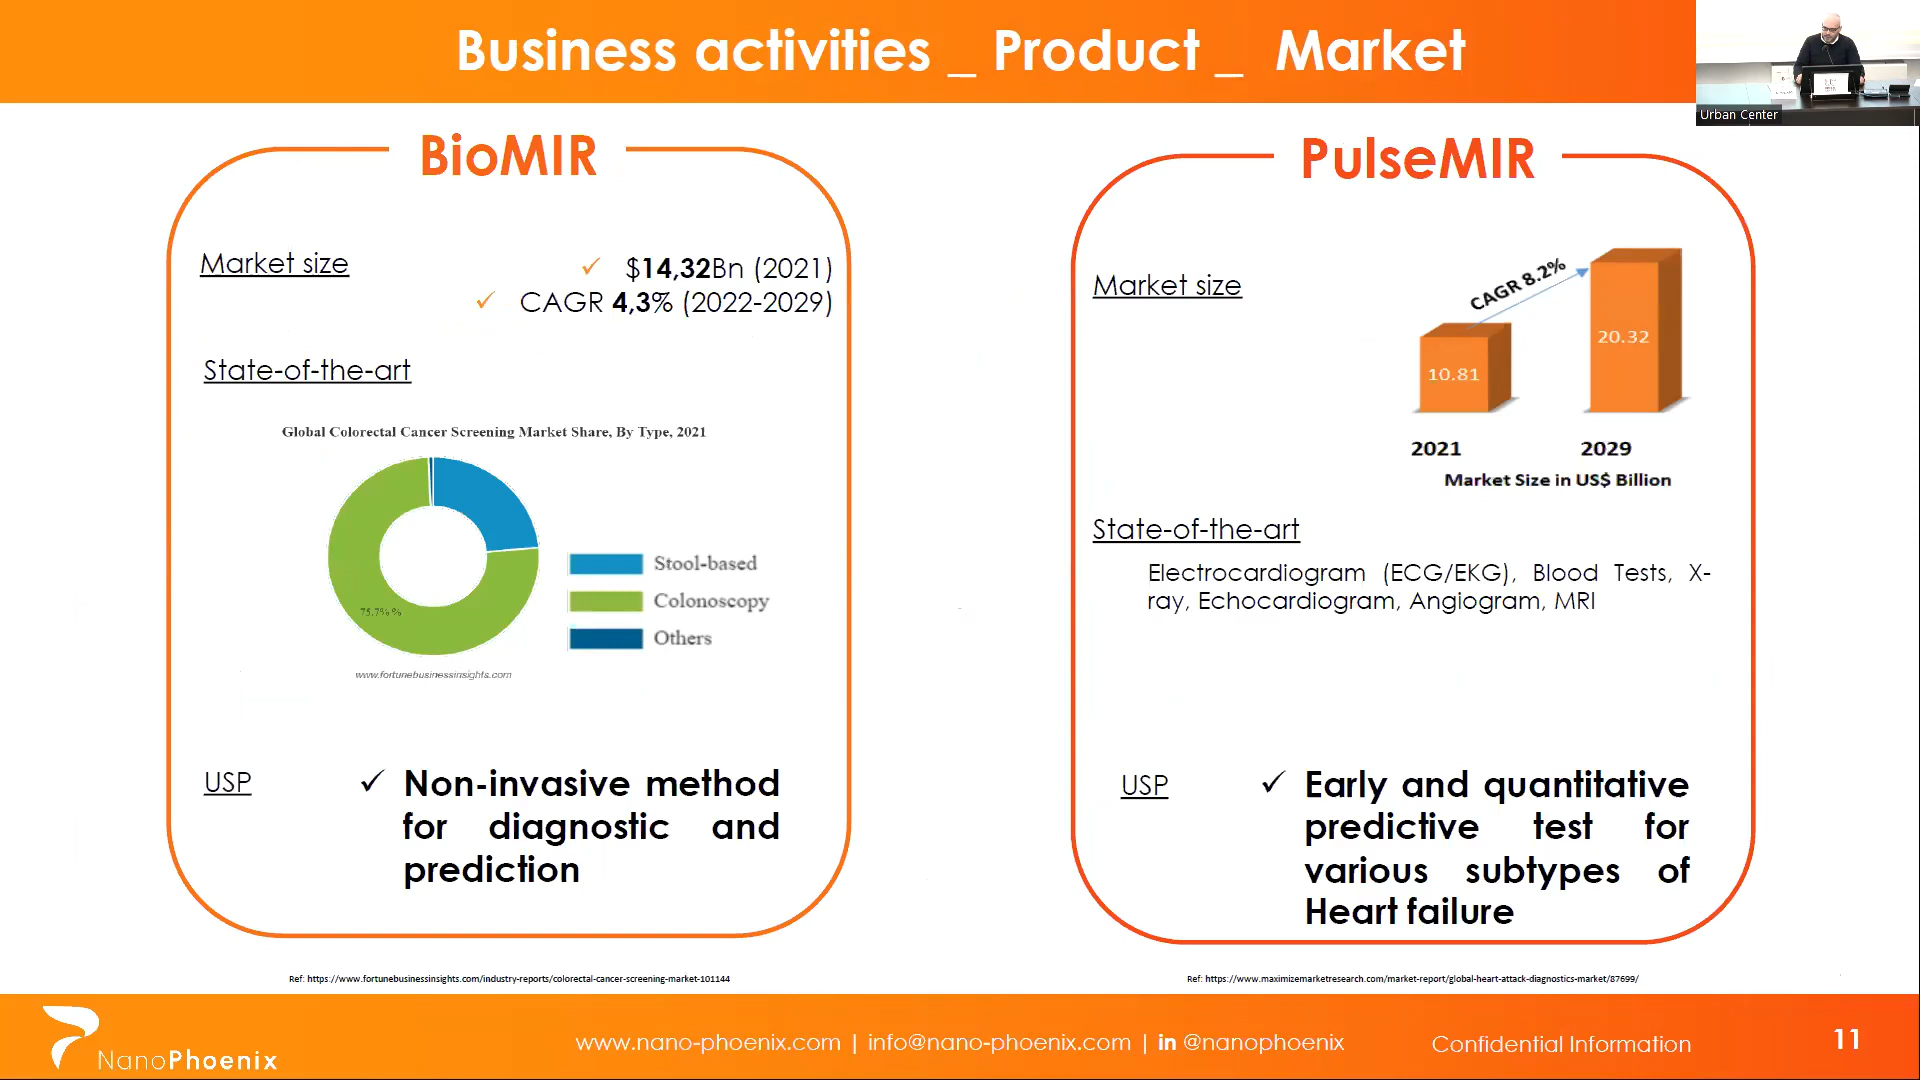 Business activities _ Product _ Market
Urban Center
BioMIR
Market size
✓ $14,32Bn (2021)
✓ CAGR 4,3% (2022-2029)
State-of-the-art
Global Colorectal Cancer Screening Market Share, By Type, 2021
75.7% %
Stool-based
Colonoscopy
Others
www.fortunebusinessinsights.com
USP
✓ Non-invasive method
for diagnostic and
prediction
Ref: https://www.fortunebusinessinsights.com/industry-reports/colorectal-cancer-screening-market-101144
PulseMIR
Market size
CAGR 8.2%
10.81
20.32
2021
2029
Market Size in US$ Billion
State-of-the-art
Electrocardiogram (ECG/EKG), Blood Tests, X-
ray, Echocardiogram, Angiogram, MRI
USP
✓ Early and quantitative
predictive test for
various subtypes of
Heart failure
Ref: https://www.maximizemarketresearch.com/market-report/global-heart-attack-diagnostics-market/87699/
NanoPhoenix
www.nano-phoenix.com | info@nano-phoenix.com | in @nanophoenix
Confidential Information
11